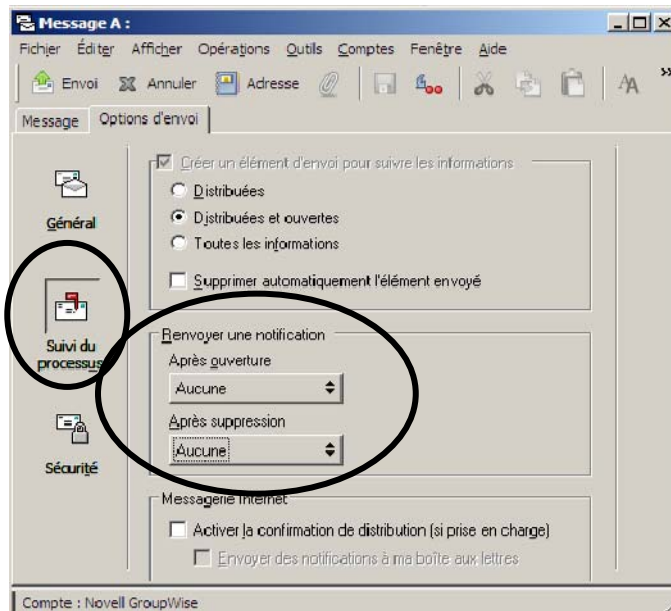 Message A :
Fichier Éditer Afficher Opérations Outils Comptes Fenêtre Aide
Envoi Annuler Adresse
Message Options d'envoi
Créer un élément d'envoi pour suivre les informations
Distribuées
Distribuées et ouvertes
Toutes les informations
Supprimer automatiquement l'élément envoyé
Général
Suivi du
processus
Sécurité
Renvoyer une notification
Après ouverture
Aucune
Après suppression
Aucune
Messagerie Internet
Activer la confirmation de distribution (si prise en charge)
Envoyer des notifications à ma boîte aux lettres
Compte : Novell GroupWise